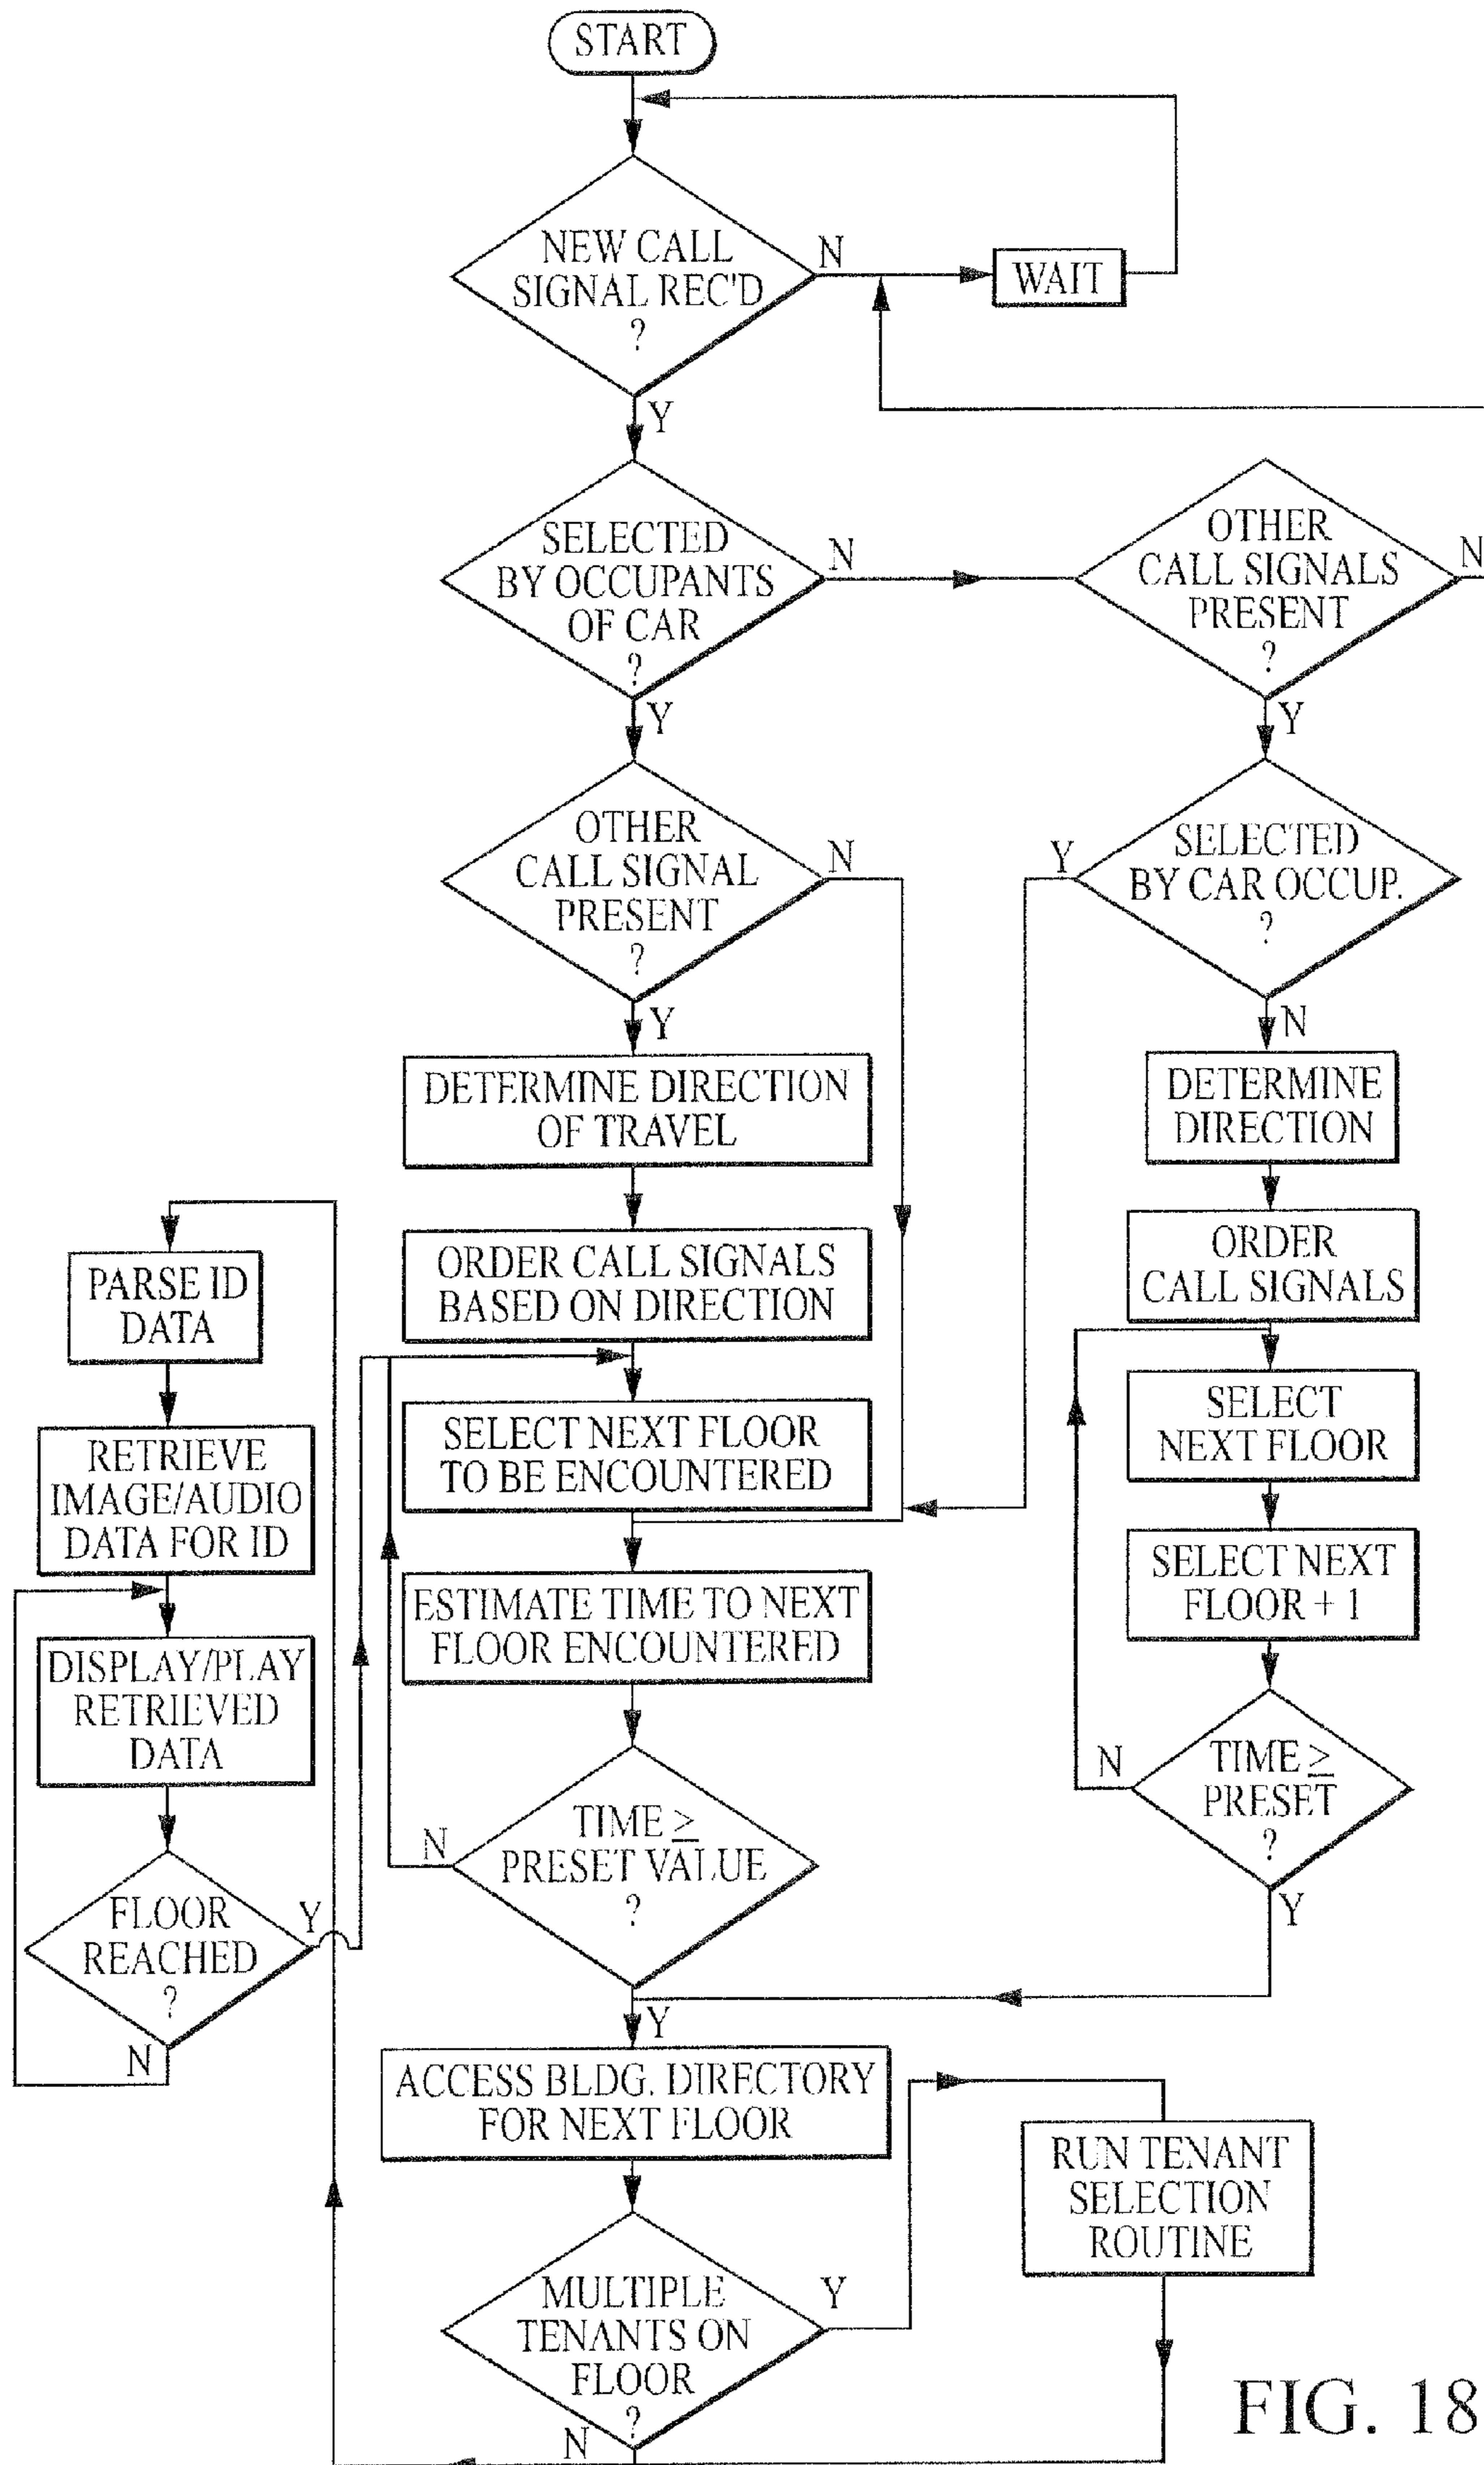 START
NEW CALL
SIGNAL REC'D
?
N
WAIT
Y
SELECTED
BY OCCUPANTS
OF CAR
?
N
OTHER
CALL SIGNALS
PRESENT
?
N
Y
Y
OTHER
CALL SIGNAL
PRESENT
?
N
Y
SELECTED
BY CAR OCCUP.
?
Y
N
DETERMINE DIRECTION
OF TRAVEL
DETERMINE
DIRECTION
ORDER CALL SIGNALS
BASED ON DIRECTION
ORDER
CALL SIGNALS
PARSE ID
DATA
SELECT NEXT FLOOR
TO BE ENCOUNTERED
SELECT
NEXT FLOOR
RETRIEVE
IMAGE/AUDIO
DATA FOR ID
ESTIMATE TIME TO NEXT
FLOOR ENCOUNTERED
SELECT NEXT
FLOOR + 1
DISPLAY/PLAY
RETRIEVED
DATA
TIME ≥
PRESET VALUE
?
N
N
TIME ≥
PRESET
?
Y
FLOOR
REACHED
?
Y
N
Y
ACCESS BLDG. DIRECTORY
FOR NEXT FLOOR
RUN TENANT
SELECTION
ROUTINE
MULTIPLE
TENANTS ON
FLOOR
?
Y
N
FIG. 18